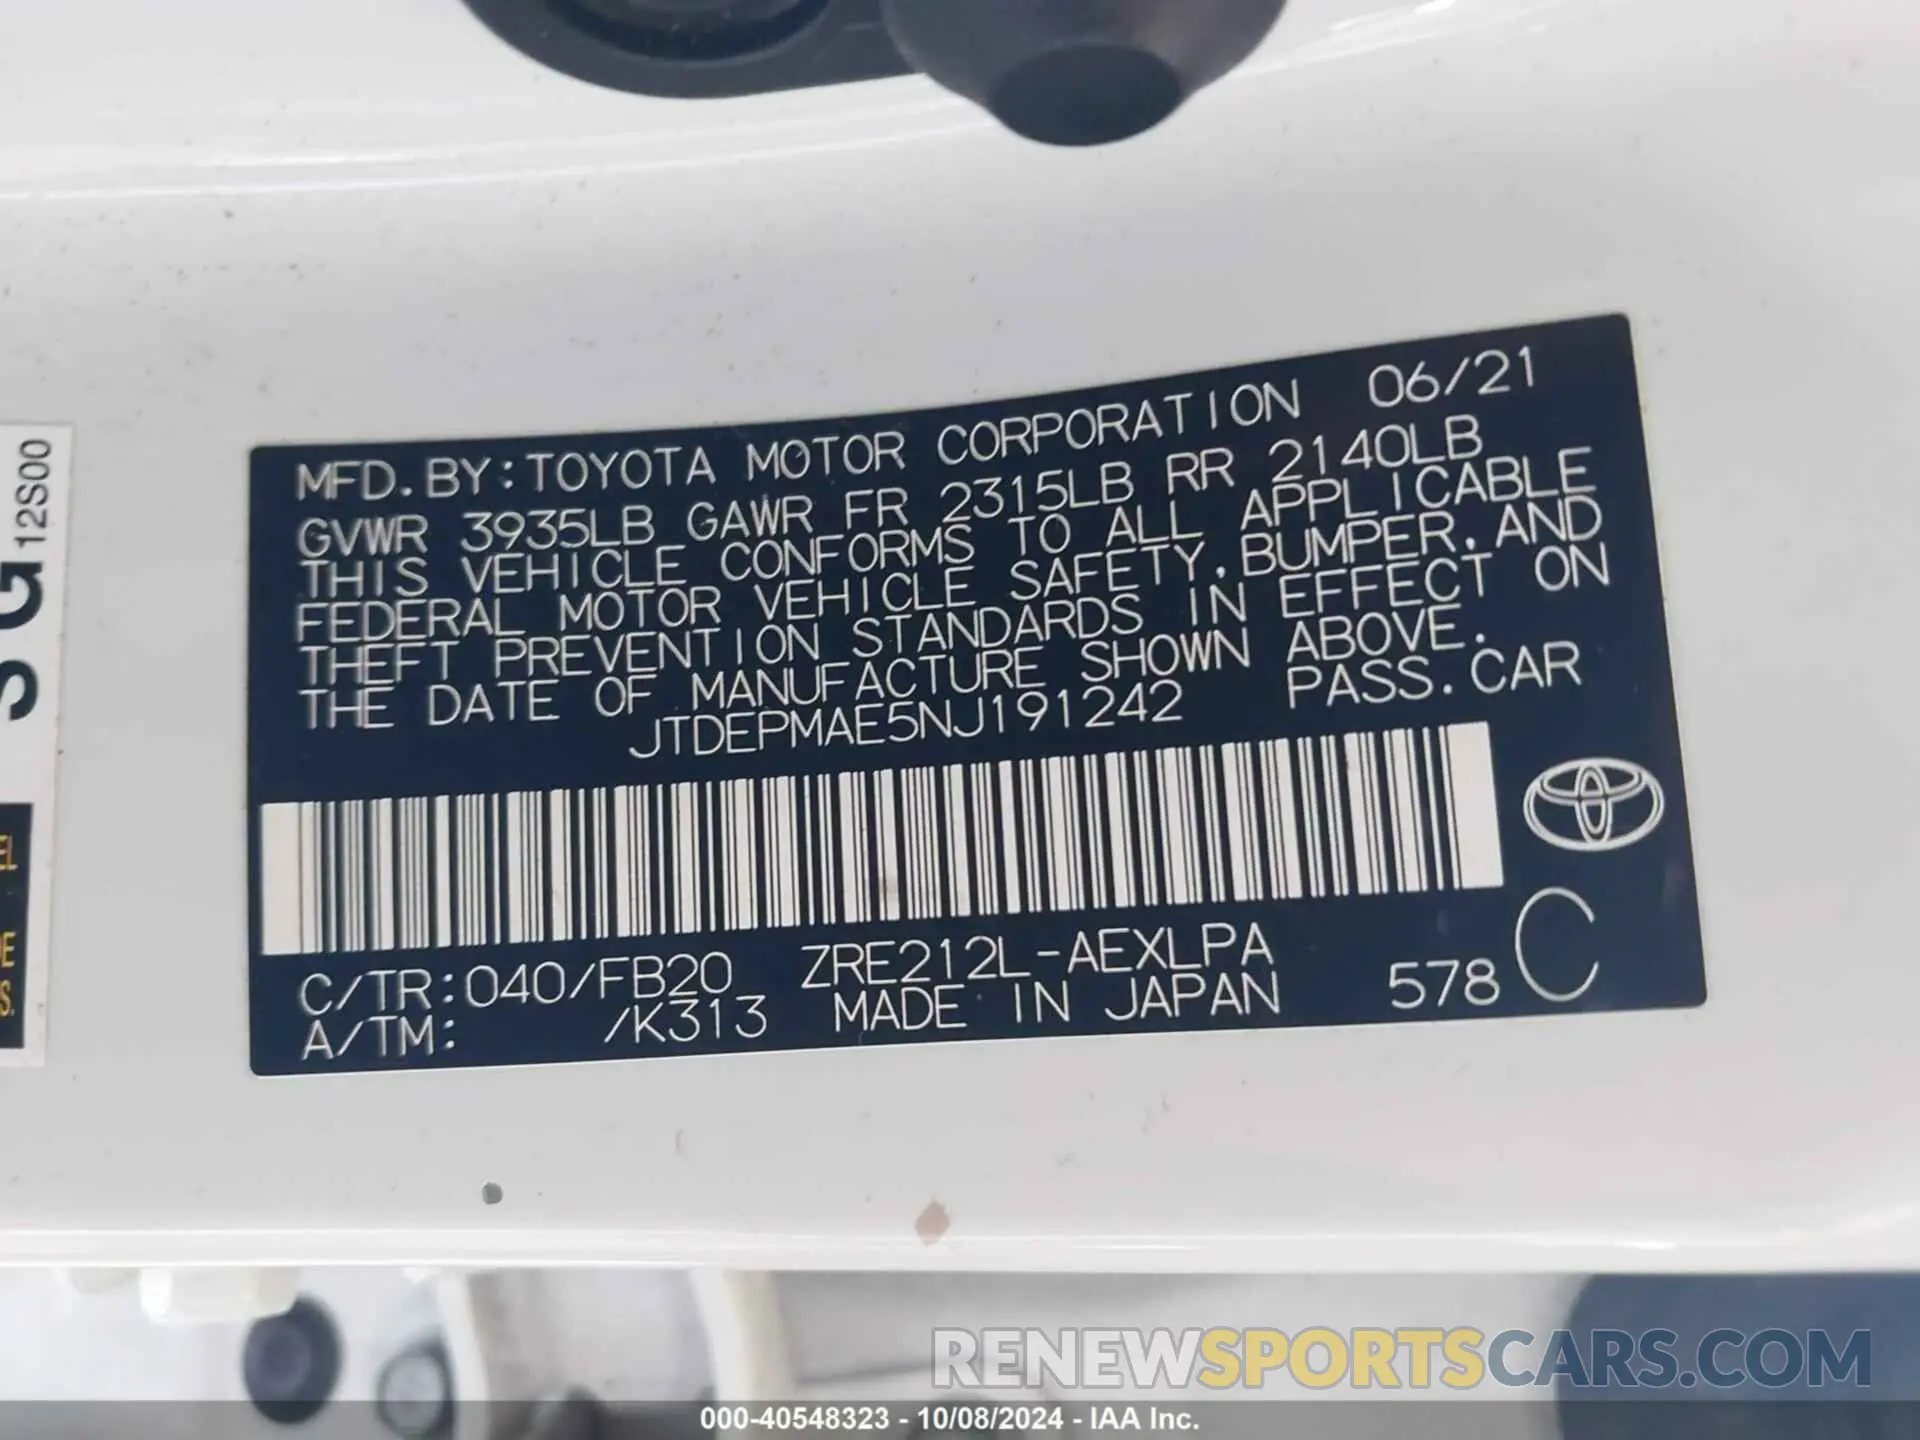 MFD.BY:TOYOTA MOTOR CORPORATION 06/21
GVWR 3935LB GAWR FR 2315LB RR 2140LB
THIS VEHICLE CONFORMS TO ALL APPLICABLE
FEDERAL MOTOR VEHICLE SAFETY,BUMPER,AND
THEFT PREVENTION STANDARDS IN EFFECT ON
THE DATE OF MANUFACTURE SHOWN ABOVE.
JTDEPMAE5NJ191242 PASS.CAR
C/TR:040/FB20 ZRE212L-AEXLPA
A/TM: /K313 MADE IN JAPAN 578 C
12S00
RENEWSPORTSCARS.COM
000-40548323 - 10/08/2024 - IAA Inc.